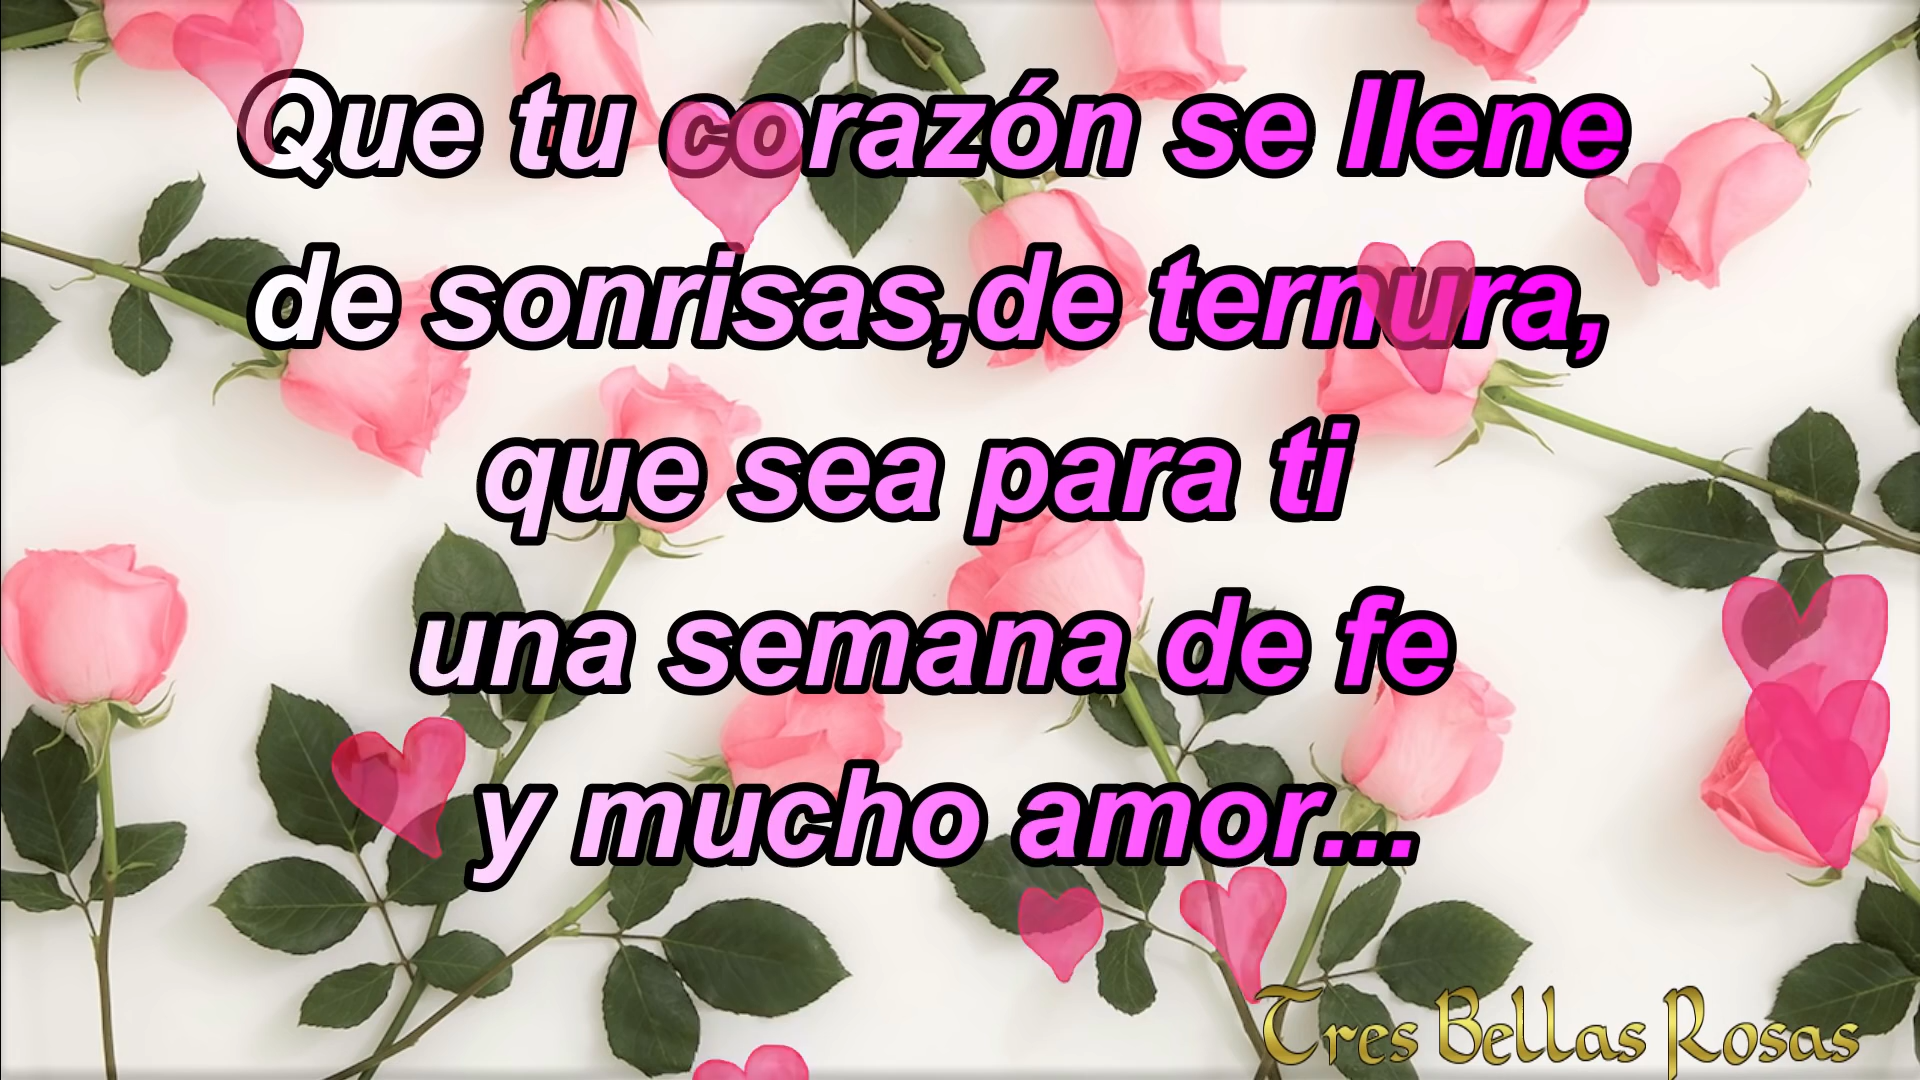 Que tu corazón se llene
de sonrisas,de ternura,
que sea para ti
una semana de fe
y mucho amor...
Tres Bellas Rosas